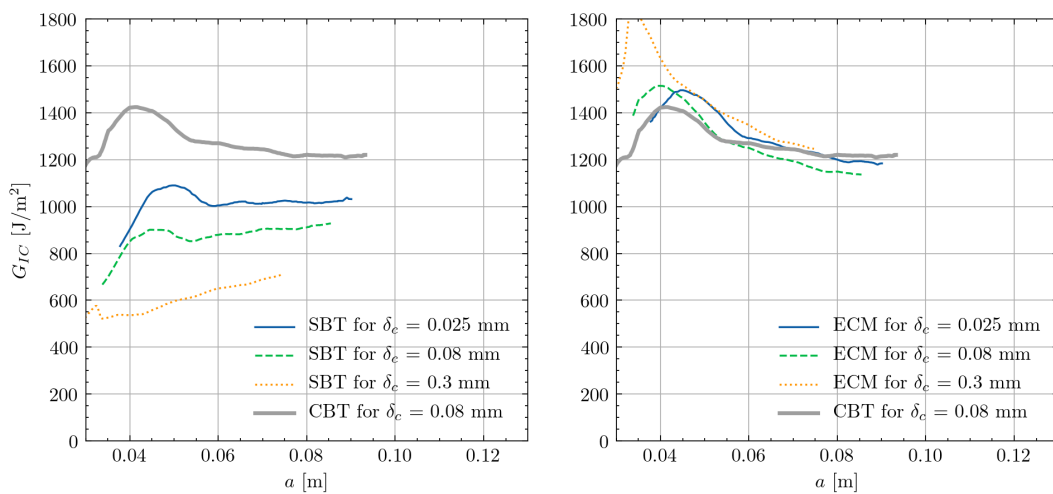 1800
1600
1400
1200
1000
800
600
400
200
0
G_IC [J/m²]
0.04 0.06 0.08 0.10 0.12
a [m]
SBT for δ_c = 0.025 mm
SBT for δ_c = 0.08 mm
SBT for δ_c = 0.3 mm
CBT for δ_c = 0.08 mm
1800
1600
1400
1200
1000
800
600
400
200
0
0.04 0.06 0.08 0.10 0.12
a [m]
ECM for δ_c = 0.025 mm
ECM for δ_c = 0.08 mm
ECM for δ_c = 0.3 mm
CBT for δ_c = 0.08 mm